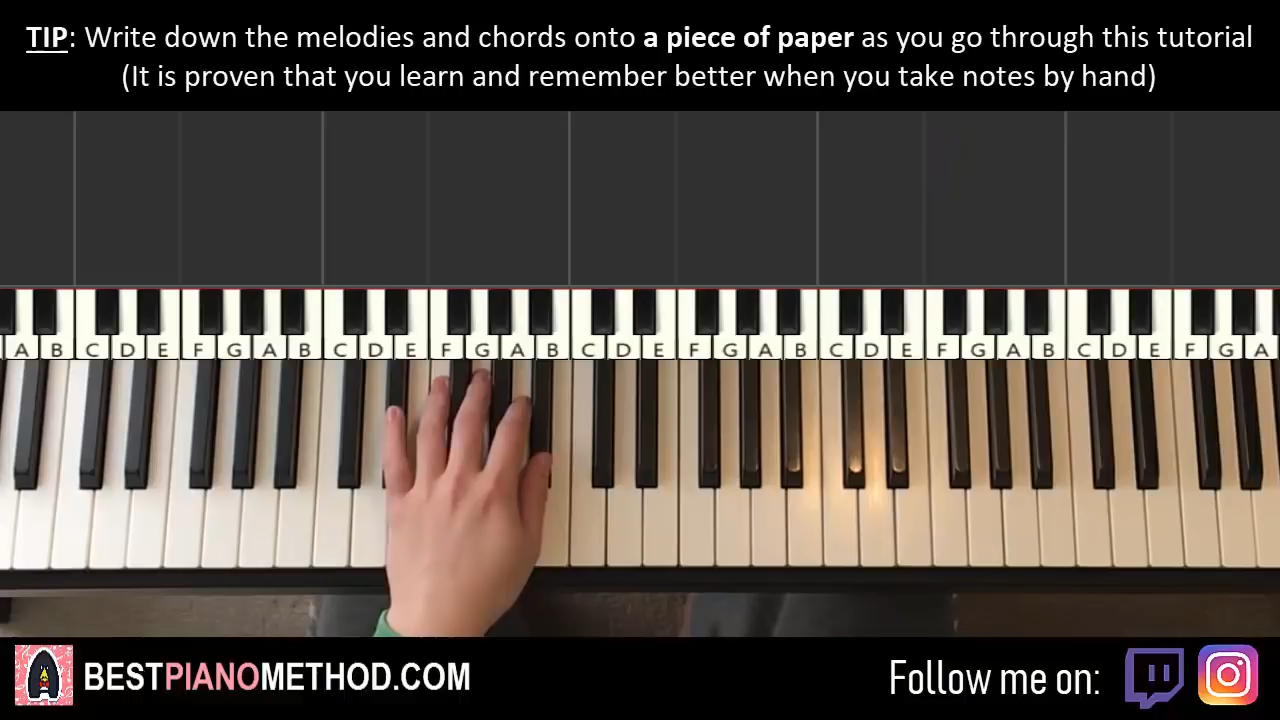 TIP: Write down the melodies and chords onto a piece of paper as you go through this tutorial
(It is proven that you learn and remember better when you take notes by hand)
A B C D E F G A B C D E F G A B C D E F G A B C D E F G A B C D E F G A
BESTPIANOMETHOD.COM
Follow me on: